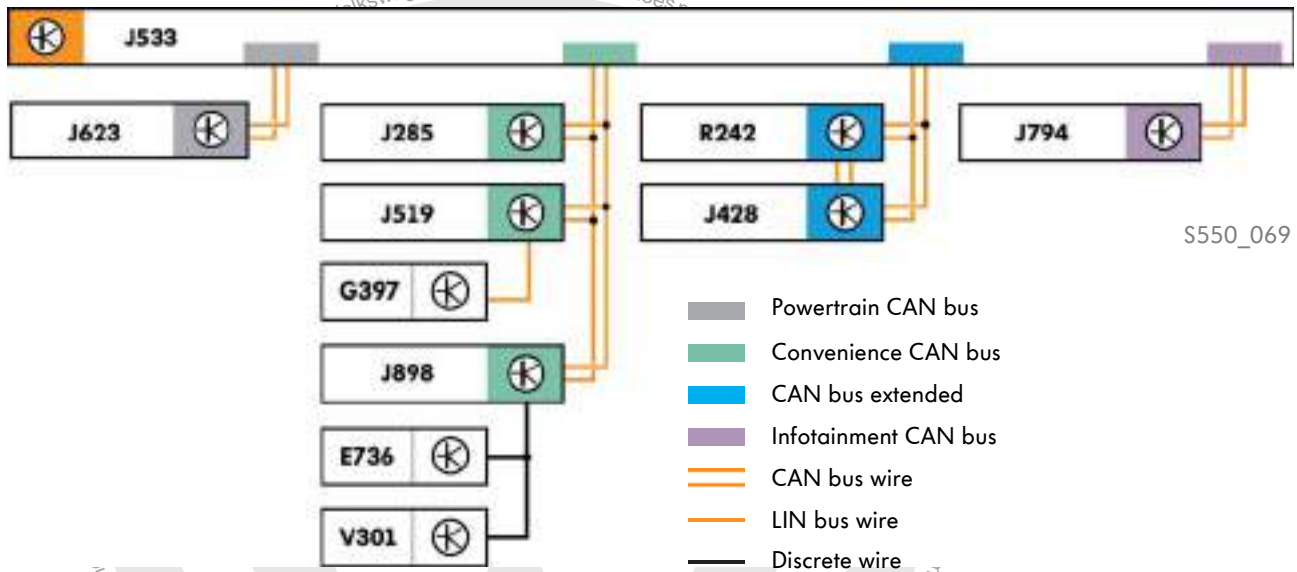 J533
J623
J285
R242
J794
J519
J428
S550_069
G397
Powertrain CAN bus
Convenience CAN bus
J898
CAN bus extended
Infotainment CAN bus
E736
CAN bus wire
LIN bus wire
V301
Discrete wire